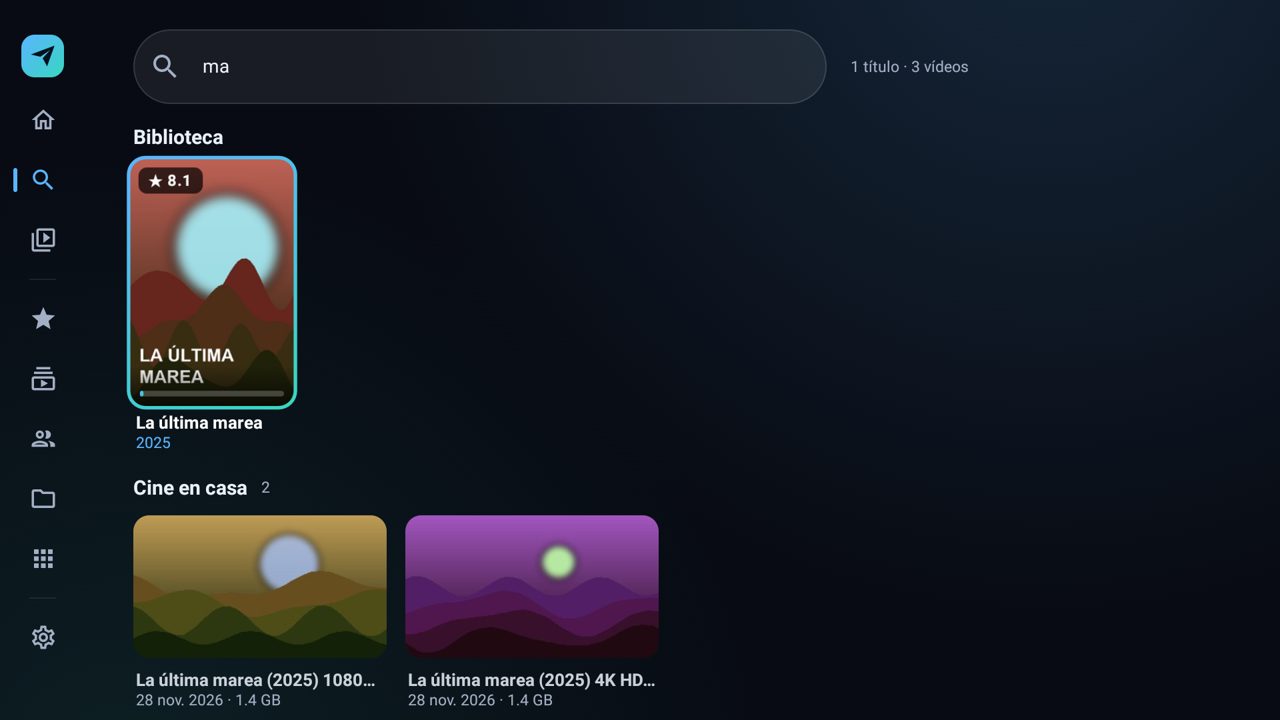 ma
1 título · 3 vídeos
Biblioteca
★ 8.1
LA ÚLTIMA
MAREA
La última marea
2025
Cine en casa 2
La última marea (2025) 1080…
28 nov. 2026 · 1.4 GB
La última marea (2025) 4K HD…
28 nov. 2026 · 1.4 GB